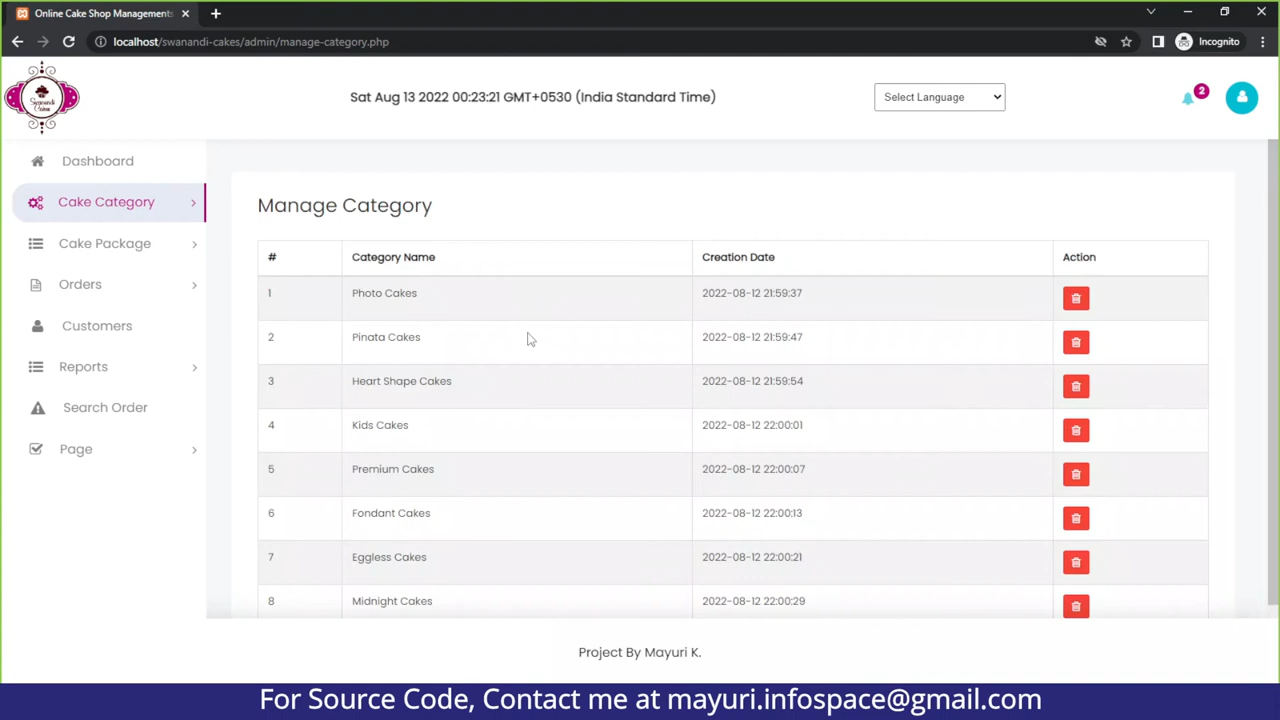 Online Cake Shop Managements
localhost/swanandi-cakes/admin/manage-category.php
Incognito
Swanandi
Sat Aug 13 2022 00:23:21 GMT+0530 (India Standard Time)
Select Language
2
Dashboard
Cake Category
Cake Package
Orders
Customers
Reports
Search Order
Page
Manage Category
# Category Name Creation Date Action
1 Photo Cakes 2022-08-12 21:59:37
2 Pinata Cakes 2022-08-12 21:59:47
3 Heart Shape Cakes 2022-08-12 21:59:54
4 Kids Cakes 2022-08-12 22:00:01
5 Premium Cakes 2022-08-12 22:00:07
6 Fondant Cakes 2022-08-12 22:00:13
7 Eggless Cakes 2022-08-12 22:00:21
8 Midnight Cakes 2022-08-12 22:00:29
Project By Mayuri K.
For Source Code, Contact me at mayuri.infospace@gmail.com